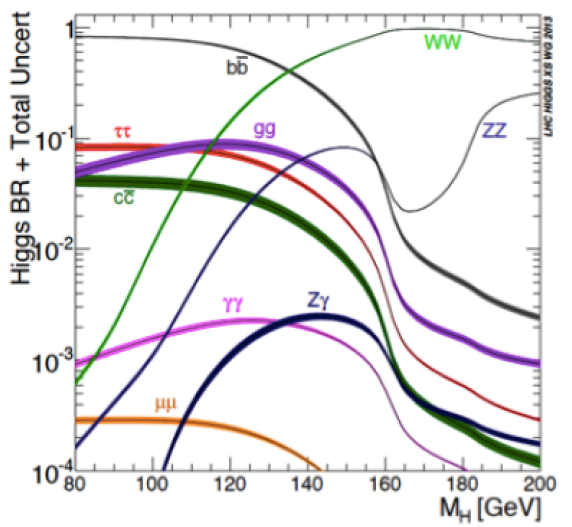 Higgs BR + Total Uncert
LHC HIGGS XS WG 2013
1
10⁻¹
10⁻²
10⁻³
10⁻⁴
bb̅
WW
ττ
gg
ZZ
cc̅
γγ
Zγ
μμ
80 100 120 140 160 180 200
M_H [GeV]